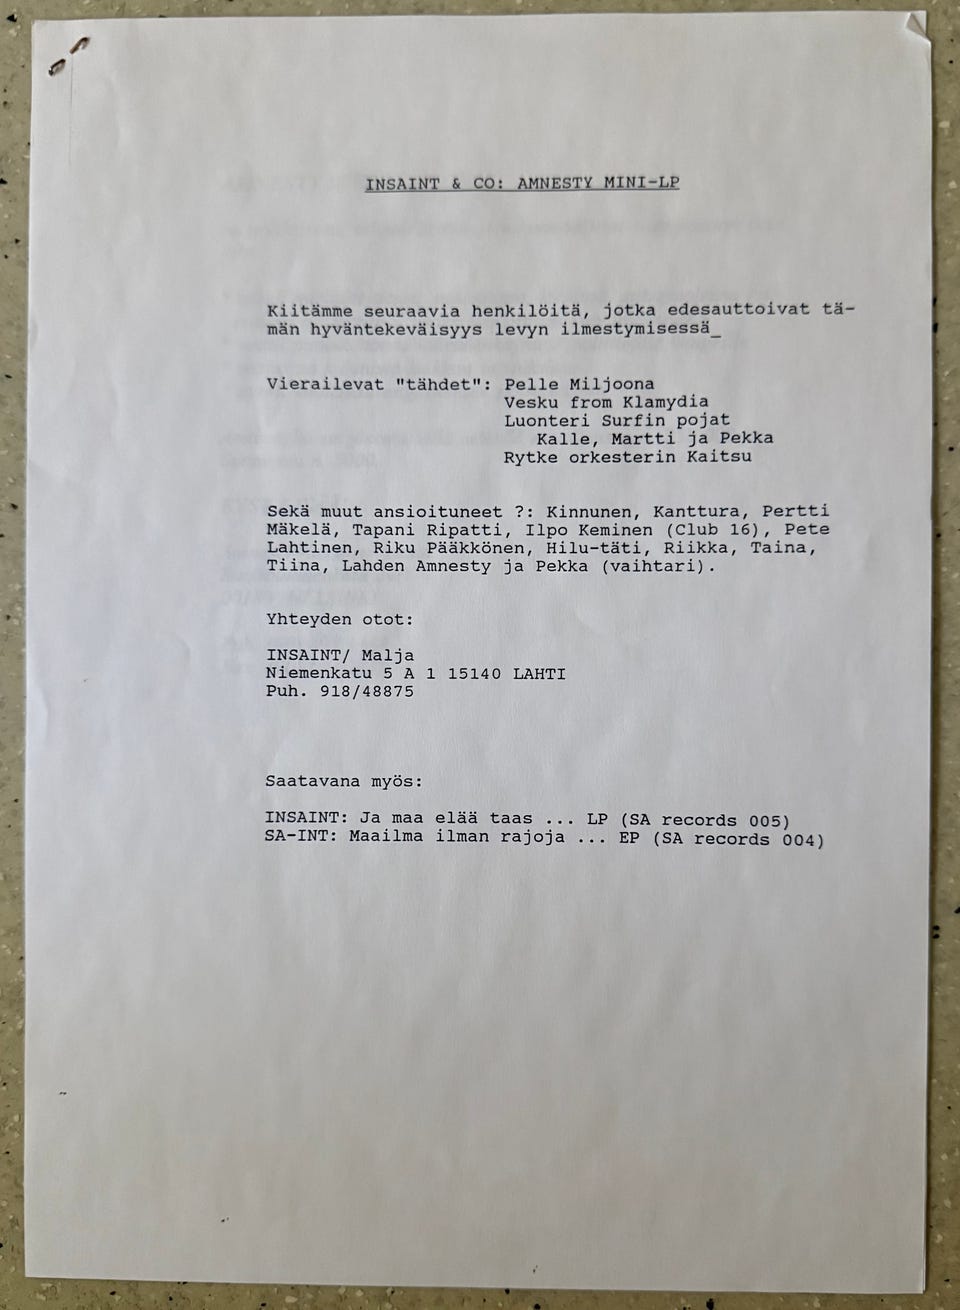 INSAINT & CO: AMNESTY MINI-LP
Kiitämme seuraavia henkilöitä, jotka edesauttoivat tä-
män hyväntekeväisyys levyn ilmestymisessä_
Vierailevat "tähdet": Pelle Miljoona
Vesku from Klamydia
Luonteri Surfin pojat
Kalle, Martti ja Pekka
Rytke orkesterin Kaitsu
Sekä muut ansioituneet ?: Kinnunen, Kanttura, Pertti
Mäkelä, Tapani Ripatti, Ilpo Keminen (Club 16), Pete
Lahtinen, Riku Pääkkönen, Hilu-täti, Riikka, Taina,
Tiina, Lahden Amnesty ja Pekka (vaihtari).
Yhteyden otot:
INSAINT/ Malja
Niemenkatu 5 A 1 15140 LAHTI
Puh. 918/48875
Saatavana myös:
INSAINT: Ja maa elää taas ... LP (SA records 005)
SA-INT: Maailma ilman rajoja ... EP (SA records 004)